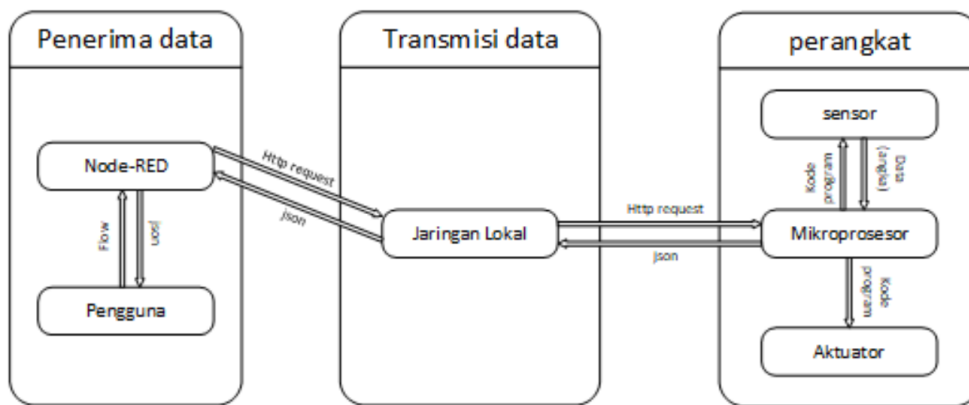 Penerima data
Transmisi data
perangkat
Node-RED
Flow
json
Pengguna
Http request
json
Jaringan Lokal
Http request
json
sensor
Kode
program
Data
(angka)
Mikroprosesor
Kode
program
Aktuator